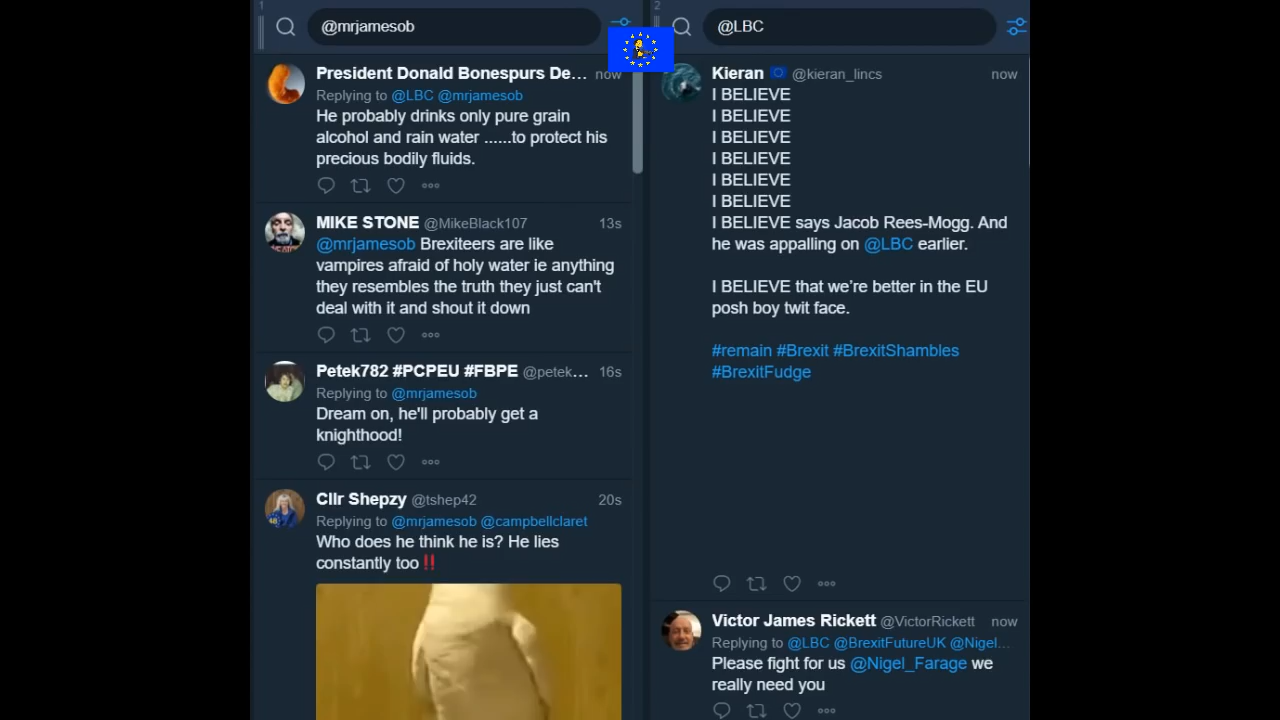 1
@mrjamesob
President Donald Bonespurs De... now
Replying to @LBC @mrjamesob
He probably drinks only pure grain
alcohol and rain water ......to protect his
precious bodily fluids.
MIKE STONE @MikeBlack107 13s
@mrjamesob Brexiteers are like
vampires afraid of holy water ie anything
they resembles the truth they just can't
deal with it and shout it down
Petek782 #PCPEU #FBPE @petek... 16s
Replying to @mrjamesob
Dream on, he'll probably get a
knighthood!
Cllr Shepzy @tshep42 20s
Replying to @mrjamesob @campbellclaret
Who does he think he is? He lies
constantly too‼️
2
@LBC
Kieran @kieran_lincs now
I BELIEVE
I BELIEVE
I BELIEVE
I BELIEVE
I BELIEVE
I BELIEVE
I BELIEVE says Jacob Rees-Mogg. And
he was appalling on @LBC earlier.
I BELIEVE that we’re better in the EU
posh boy twit face.
#remain #Brexit #BrexitShambles
#BrexitFudge
Victor James Rickett @VictorRickett now
Replying to @LBC @BrexitFutureUK @Nigel...
Please fight for us @Nigel_Farage we
really need you